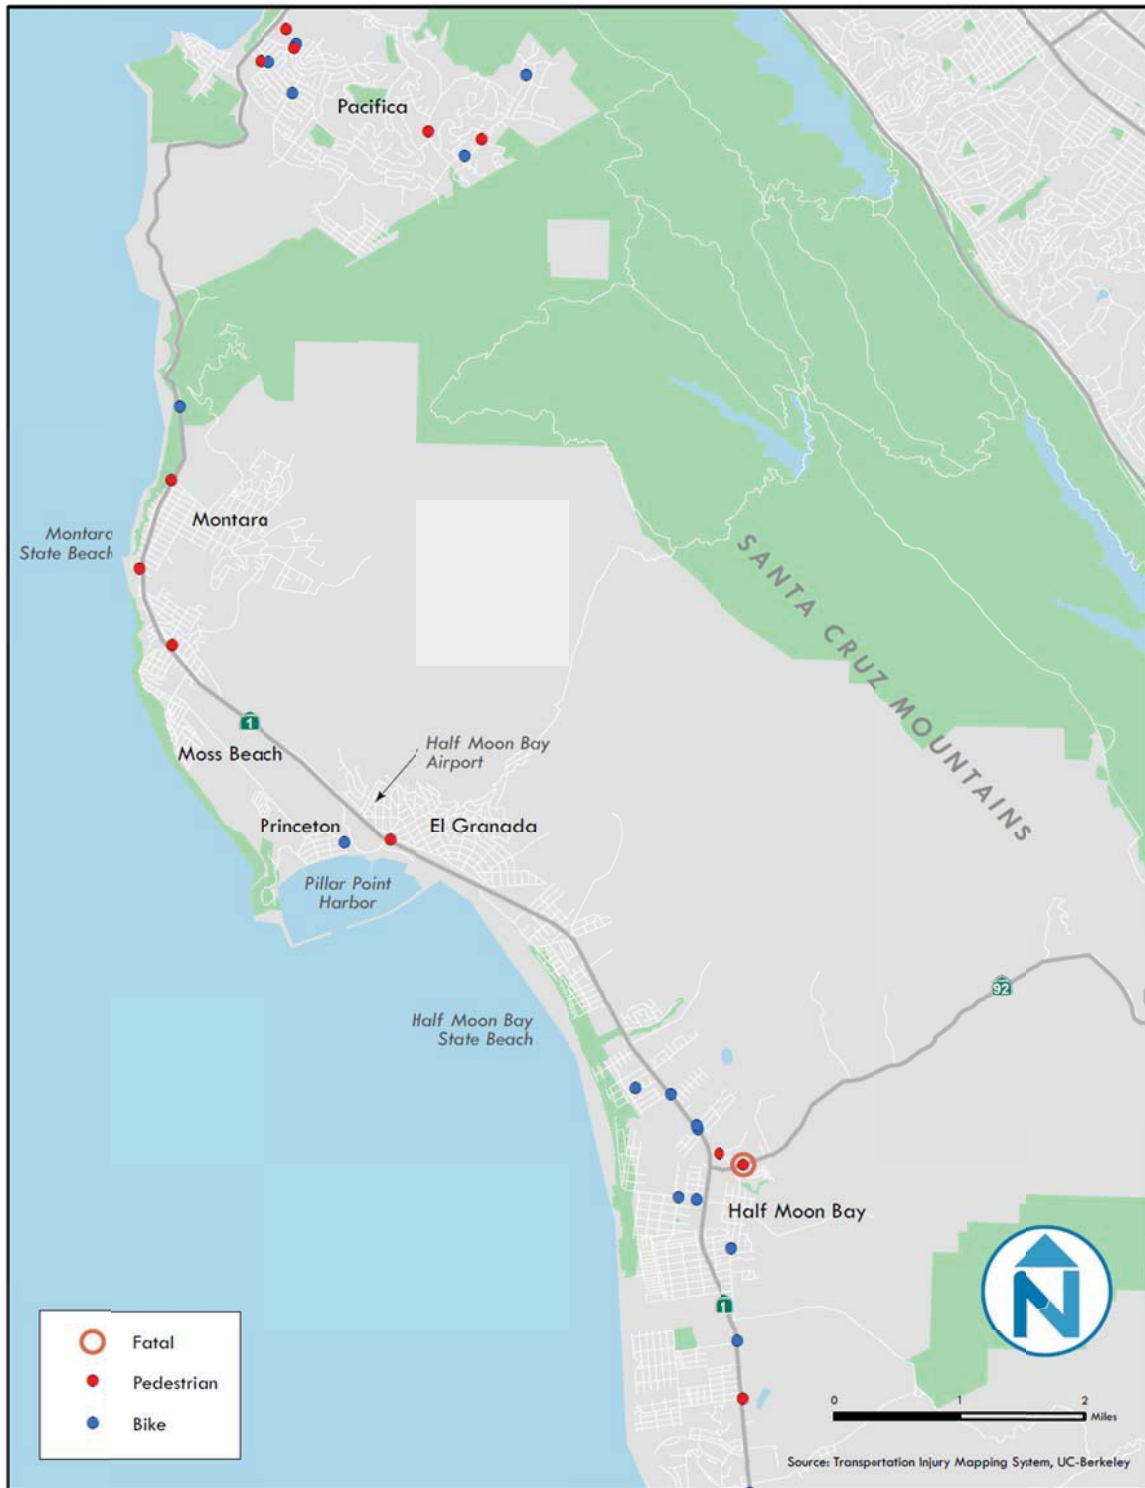 Pacifica
Montara
State Beach
Montara
SANTA CRUZ MOUNTAINS
1
Moss Beach
Half Moon Bay
Airport
Princeton
El Granada
Pillar Point
Harbor
92
Half Moon Bay
State Beach
Half Moon Bay
1
N
Fatal
Pedestrian
Bike
0 1 2
Miles
Source: Transportation Injury Mapping System, UC-Berkeley